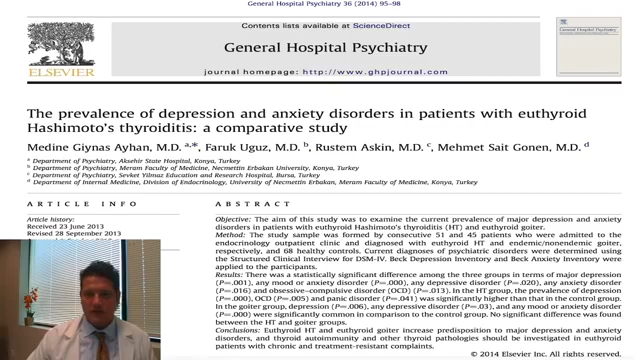 General Hospital Psychiatry 36 (2014) 95–98
Contents lists available at ScienceDirect
General Hospital Psychiatry
journal homepage: http://www.ghpjournal.com
ELSEVIER
The prevalence of depression and anxiety disorders in patients with euthyroid
Hashimoto's thyroiditis: a comparative study
Medine Giynas Ayhan, M.D. a,*, Faruk Uguz, M.D. b, Rustem Askin, M.D. c, Mehmet Sait Gonen, M.D. d
a Department of Psychiatry, Aksehir State Hospital, Konya, Turkey
b Department of Psychiatry, Meram Faculty of Medicine, Necmettin Erbakan University, Konya, Turkey
c Department of Psychiatry, Sevket Yilmaz Education and Research Hospital, Bursa, Turkey
d Department of Internal Medicine, Division of Endocrinology, University of Necmettin Erbakan, Meram Faculty of Medicine, Konya, Turkey
ARTICLE INFO
Article history:
Received 23 June 2013
Revised 28 September 2013
ABSTRACT
Objective: The aim of this study was to examine the current prevalence of major depression and anxiety
disorders in patients with euthyroid Hashimoto's thyroiditis (HT) and euthyroid goiter.
Method: The study sample was formed by consecutive 51 and 45 patients who were admitted to the
endocrinology outpatient clinic and diagnosed with euthyroid HT and endemic/nonendemic goiter,
respectively, and 68 healthy controls. Current diagnoses of psychiatric disorders were determined using
the Structured Clinical Interview for DSM-IV. Beck Depression Inventory and Beck Anxiety Inventory were
applied to the participants.
Results: There was a statistically significant difference among the three groups in terms of major depression
(P=.001), any mood or anxiety disorder (P=.000), any depressive disorder (P=.020), any anxiety disorder
(P=.016) and obsessive-compulsive disorder (OCD) (P=.013). In the HT group, the prevalence of depression
(P=.000), OCD (P=.005) and panic disorder (P=.041) was significantly higher than that in the control group.
In the goiter group, depression (P=.006), any depressive disorder (P=.03), and any mood or anxiety disorder
(P=.000) were significantly common in comparison to the control group. No significant difference was found
between the HT and goiter groups.
Conclusions: Euthyroid HT and euthyroid goiter increase predisposition to major depression and anxiety
disorders, and thyroid autoimmunity and other thyroid pathologies should be investigated in euthyroid
patients with chronic and treatment-resistant complaints.
© 2014 Elsevier Inc. All rights reserved.